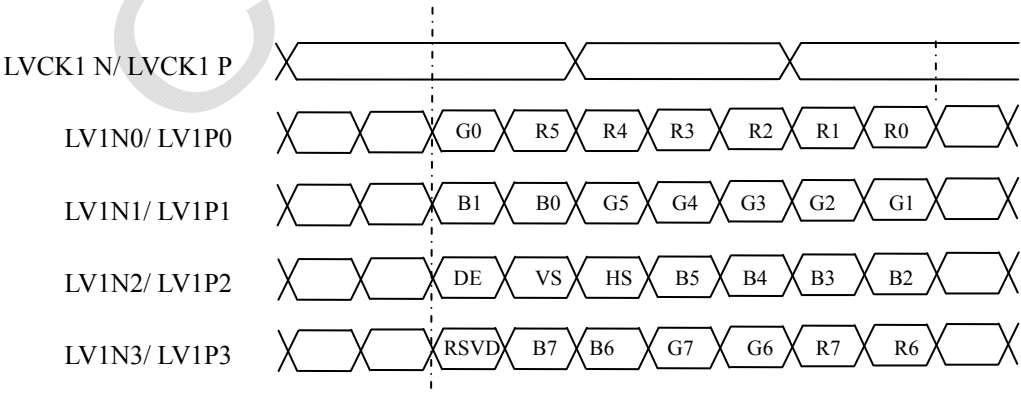 LVCK1 N/ LVCK1 P
LV1N0/ LV1P0 G0 R5 R4 R3 R2 R1 R0
LV1N1/ LV1P1 B1 B0 G5 G4 G3 G2 G1
LV1N2/ LV1P2 DE VS HS B5 B4 B3 B2
LV1N3/ LV1P3 RSVD B7 B6 G7 G6 R7 R6